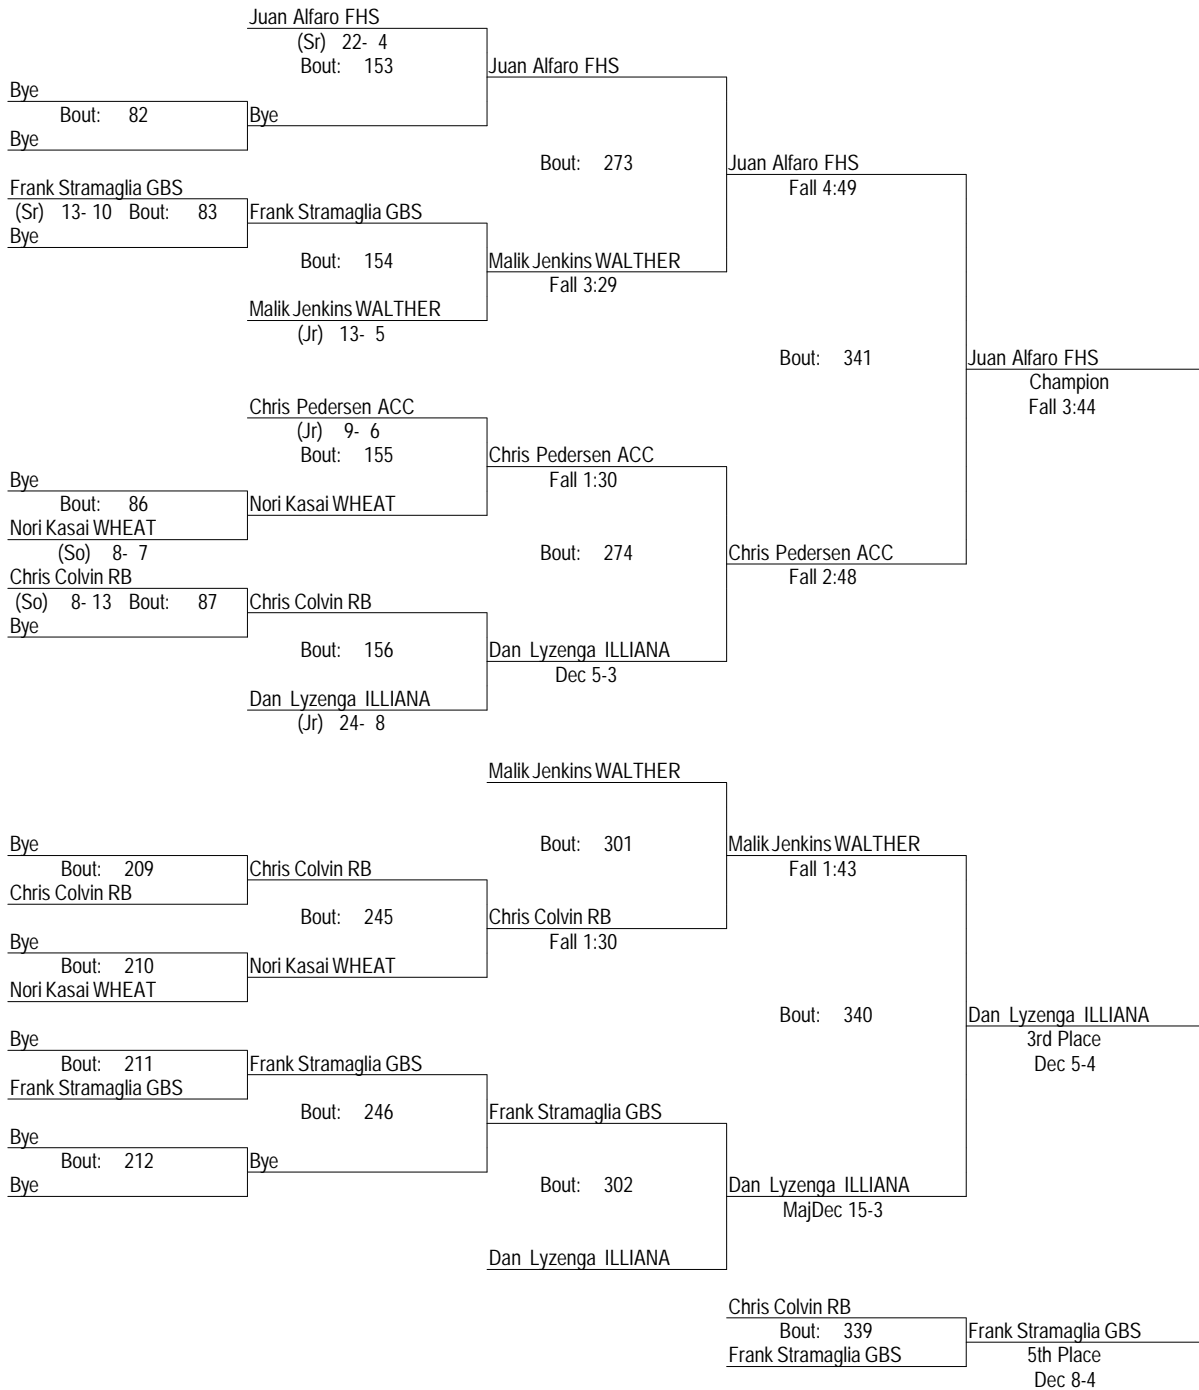 Juan Alfaro FHS
(Sr) 22- 4
Bout: 153
Juan Alfaro FHS
Bye
Bout: 82
Bye
Bye
Bout: 273
Juan Alfaro FHS
Fall 4:49
Frank Stramaglia GBS
(Sr) 13- 10 Bout: 83
Frank Stramaglia GBS
Bye
Bout: 154
Malik Jenkins WALTHER
Fall 3:29
Malik Jenkins WALTHER
(Jr) 13- 5
Bout: 341
Juan Alfaro FHS
Champion
Fall 3:44
Chris Pedersen ACC
(Jr) 9- 6
Bout: 155
Chris Pedersen ACC
Fall 1:30
Bye
Bout: 86
Nori Kasai WHEAT
Nori Kasai WHEAT
(So) 8- 7
Bout: 274
Chris Pedersen ACC
Fall 2:48
Chris Colvin RB
(So) 8- 13 Bout: 87
Chris Colvin RB
Bye
Bout: 156
Dan Lyzenga ILLIANA
Dec 5-3
Dan Lyzenga ILLIANA
(Jr) 24- 8
Malik Jenkins WALTHER
Bout: 301
Malik Jenkins WALTHER
Fall 1:43
Bye
Bout: 209
Chris Colvin RB
Chris Colvin RB
Bout: 245
Chris Colvin RB
Fall 1:30
Bye
Bout: 210
Nori Kasai WHEAT
Nori Kasai WHEAT
Bout: 340
Dan Lyzenga ILLIANA
3rd Place
Dec 5-4
Bye
Bout: 211
Frank Stramaglia GBS
Frank Stramaglia GBS
Bout: 246
Frank Stramaglia GBS
Bye
Bout: 212
Bye
Bye
Bout: 302
Dan Lyzenga ILLIANA
MajDec 15-3
Dan Lyzenga ILLIANA
Chris Colvin RB
Bout: 339
Frank Stramaglia GBS
Frank Stramaglia GBS
5th Place
Dec 8-4